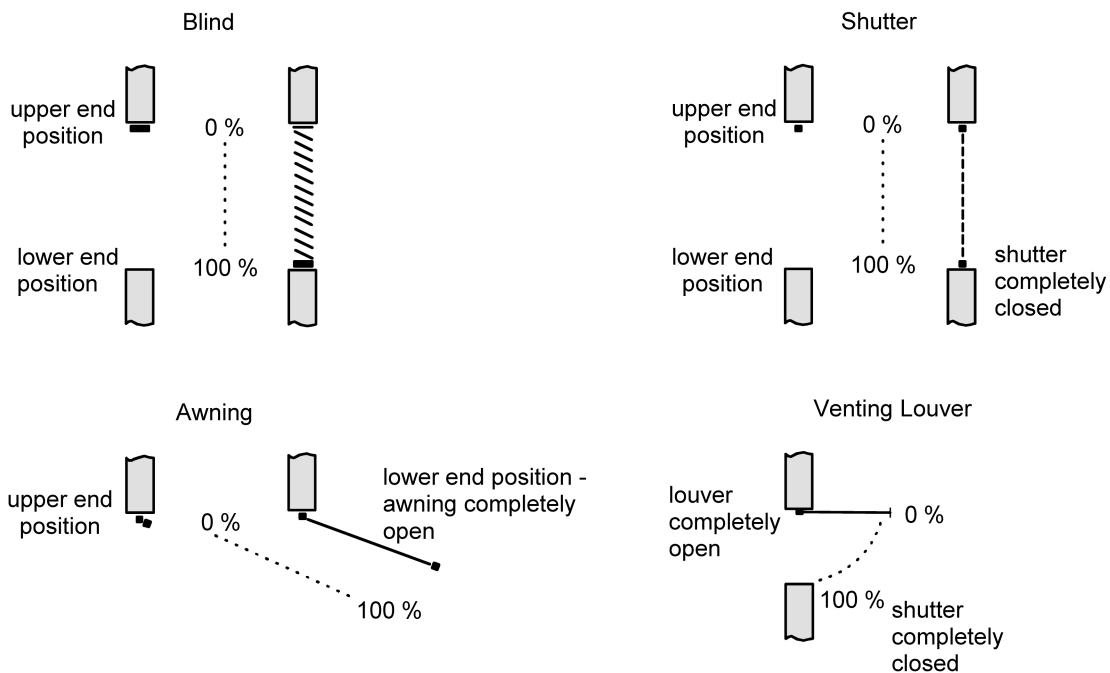 Blind
upper end
position
0 %
lower end
position
100 %
Shutter
upper end
position
0 %
lower end
position
100 %
shutter
completely
closed
Awning
upper end
position
0 %
lower end position -
awning completely
open
100 %
Venting Louver
louver
completely
open
0 %
100 %
shutter
completely
closed